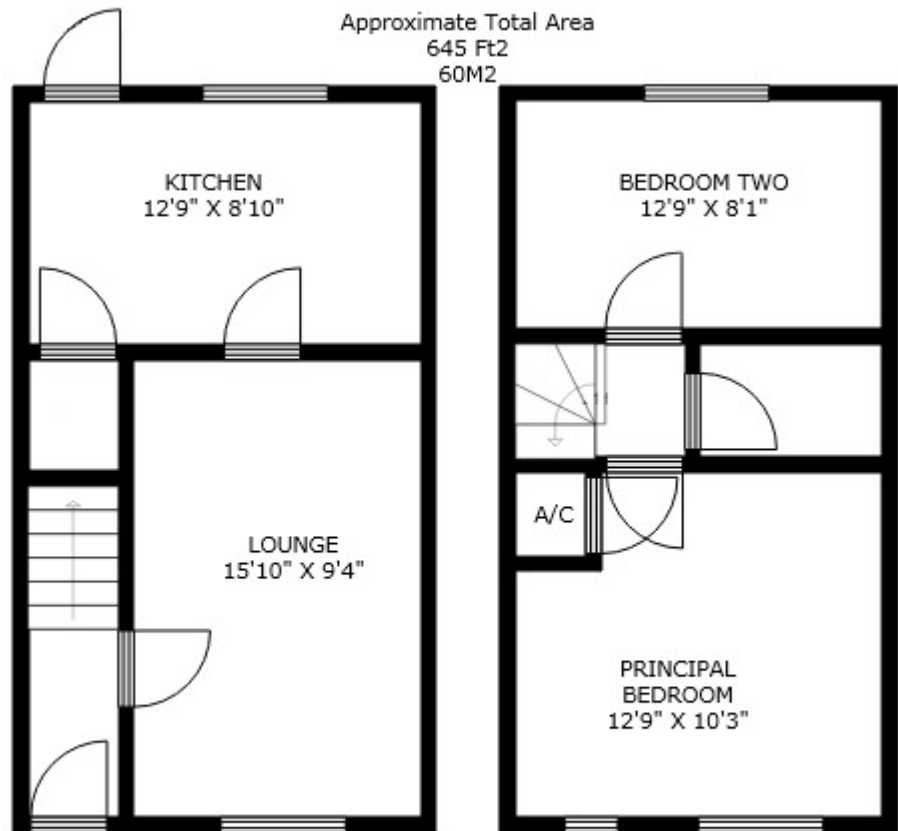 Approximate Total Area
645 Ft2
60M2
KITCHEN
12'9" X 8'10"
BEDROOM TWO
12'9" X 8'1"
A/C
LOUNGE
15'10" X 9'4"
PRINCIPAL
BEDROOM
12'9" X 10'3"